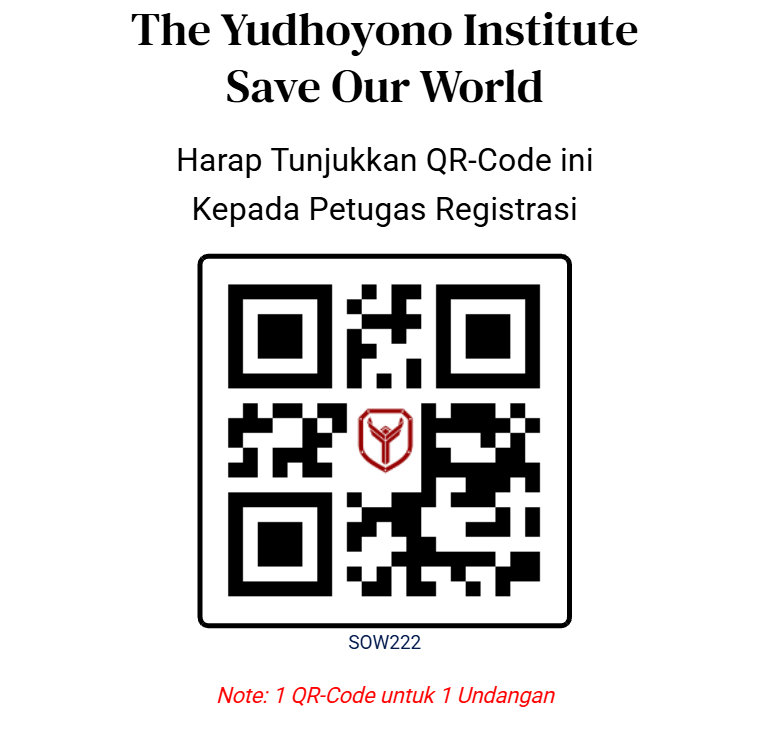 The Yudhoyono Institute
Save Our World
Harap Tunjukkan QR-Code ini
Kepada Petugas Registrasi
SOW222
Note: 1 QR-Code untuk 1 Undangan